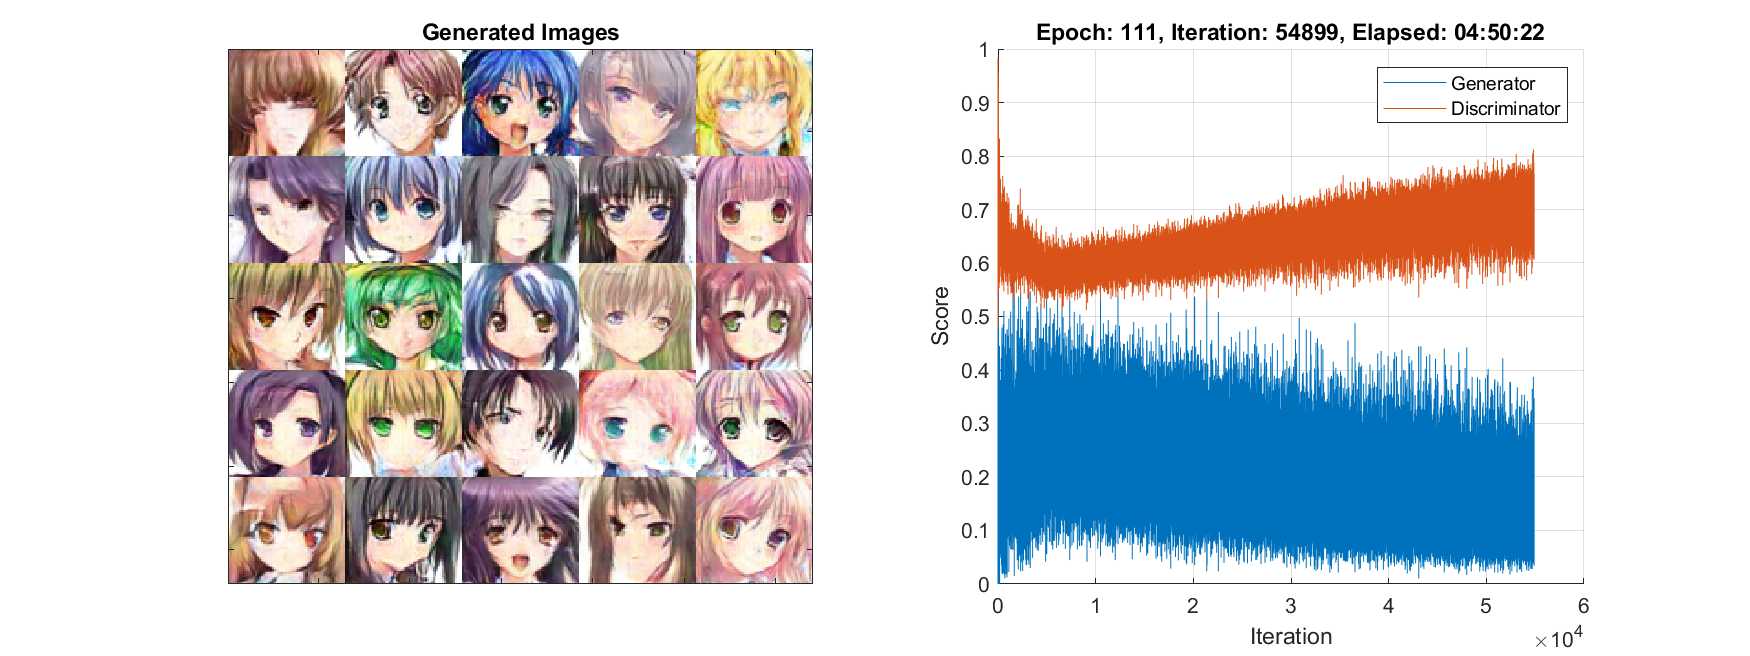 Generated Images
Epoch: 111, Iteration: 54899, Elapsed: 04:50:22
Generator
Discriminator
Score
1
0.9
0.8
0.7
0.6
0.5
0.4
0.3
0.2
0.1
0
0 1 2 3 4 5 6
Iteration
×10^4